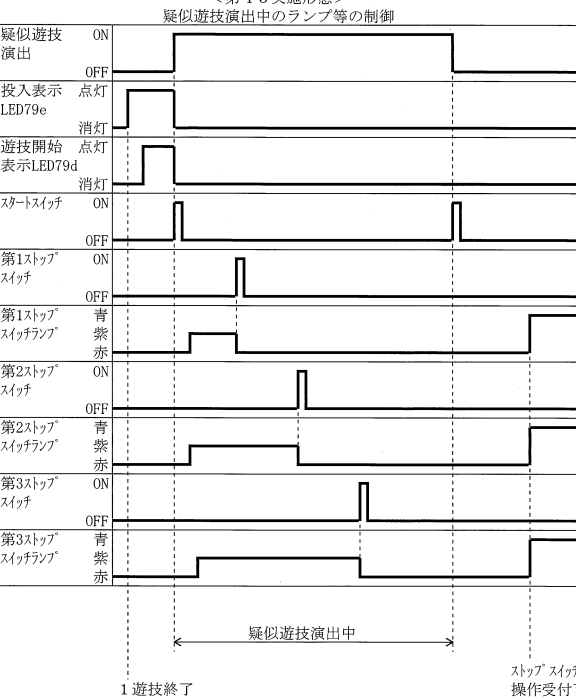 疑似遊技演出中のランプ等の制御
疑似遊技 ON
演出
OFF
投入表示 点灯
LED79e
消灯
遊技開始 点灯
表示LED79d
消灯
ｽﾀｰﾄｽｲｯﾁ ON
OFF
第1ｽﾄｯﾌﾟ ON
ｽｲｯﾁ
OFF
第1ｽﾄｯﾌﾟ 青
ｽｲｯﾁﾗﾝﾌﾟ 紫
赤
第2ｽﾄｯﾌﾟ ON
ｽｲｯﾁ
OFF
第2ｽﾄｯﾌﾟ 青
ｽｲｯﾁﾗﾝﾌﾟ 紫
赤
第3ｽﾄｯﾌﾟ ON
ｽｲｯﾁ
OFF
第3ｽﾄｯﾌﾟ 青
ｽｲｯﾁﾗﾝﾌﾟ 紫
赤
疑似遊技演出中
1遊技終了
ｽﾄｯﾌﾟｽｲｯﾁ
操作受付